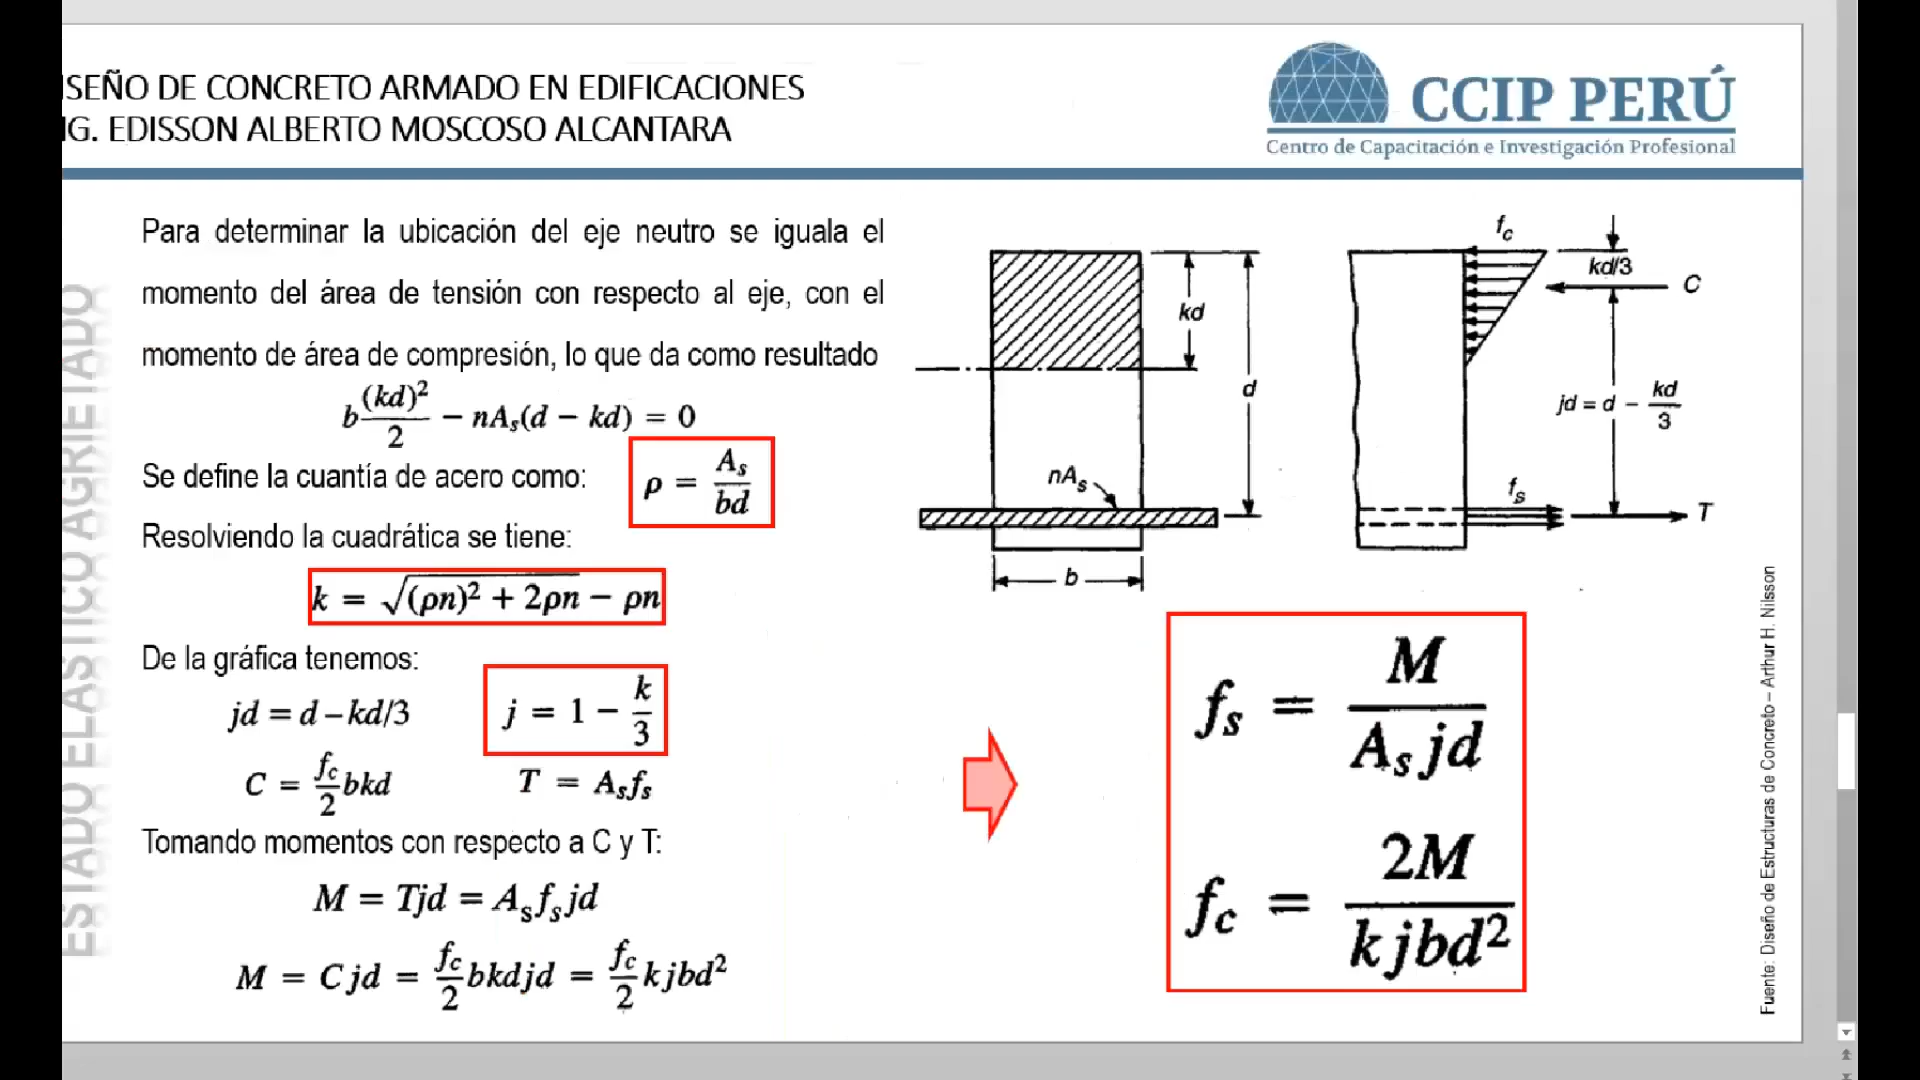 SEÑO DE CONCRETO ARMADO EN EDIFICACIONES
IG. EDISSON ALBERTO MOSCOSO ALCANTARA
CCIP PERÚ
Centro de Capacitación e Investigación Profesional
ESTADO ELASTICO AGRIETADO
Para determinar la ubicación del eje neutro se iguala el
momento del área de tensión con respecto al eje, con el
momento de área de compresión, lo que da como resultado
b (kd)²/2 − nAₛ(d − kd) = 0
Se define la cuantía de acero como:
ρ = Aₛ/bd
Resolviendo la cuadrática se tiene:
k = √((ρn)² + 2ρn) − ρn
De la gráfica tenemos:
jd = d − kd/3
j = 1 − k/3
C = f_c/2 bkd
T = Aₛfₛ
Tomando momentos con respecto a C y T:
M = Tjd = Aₛfₛjd
M = Cjd = f_c/2 bkdjd = f_c/2 kjbd²
kd
d
nAₛ
b
f_c
kd/3
C
jd = d − kd/3
fₛ
T
fₛ = M/Aₛjd
f_c = 2M/kjbd²
Fuente: Diseño de Estructuras de Concreto – Arthur H. Nilsson